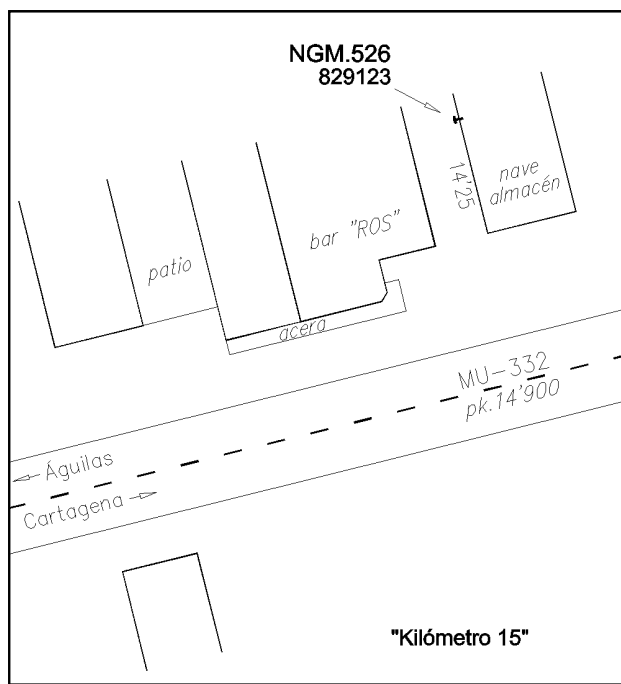 NGM.526
829123
14'25
nave
almacén
bar "ROS"
patio
acera
MU-332
pk.14'900
Águilas
Cartagena
"Kilómetro 15"